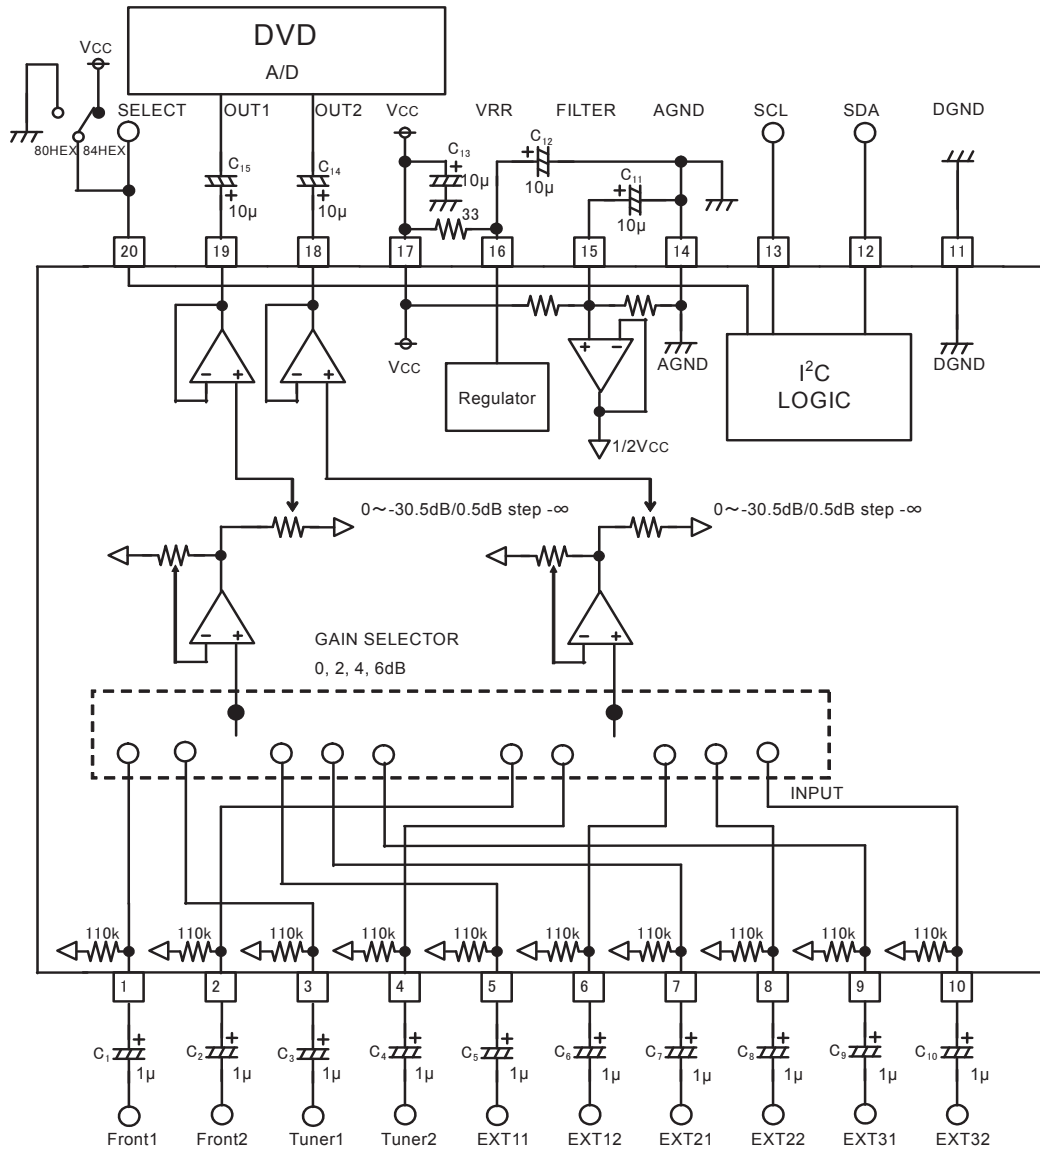 DVD
A/D
Vcc
SELECT
OUT1
OUT2
Vcc
VRR
FILTER
AGND
SCL
SDA
DGND
80HEX 84HEX
C15
10μ
C14
10μ
C13
10μ
C12
10μ
C11
10μ
33
20
19
18
17
16
15
14
13
12
11
Vcc
Regulator
1/2Vcc
AGND
I²C
LOGIC
DGND
− +
− +
+ −
0～-30.5dB/0.5dB step -∞
0～-30.5dB/0.5dB step -∞
− +
− +
GAIN SELECTOR
0, 2, 4, 6dB
INPUT
110k 110k 110k 110k 110k 110k 110k 110k 110k 110k
1 2 3 4 5 6 7 8 9 10
C1 C2 C3 C4 C5 C6 C7 C8 C9 C10
1μ 1μ 1μ 1μ 1μ 1μ 1μ 1μ 1μ 1μ
Front1 Front2 Tuner1 Tuner2 EXT11 EXT12 EXT21 EXT22 EXT31 EXT32